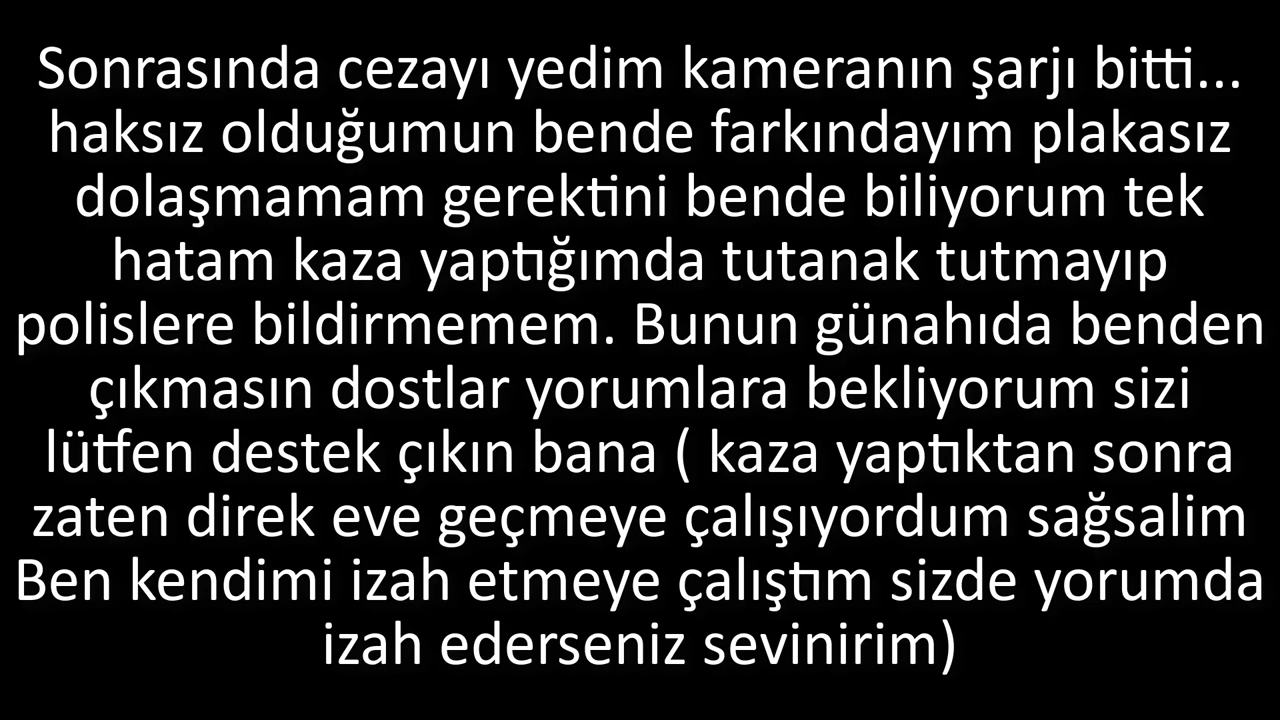 Sonrasında cezayı yedim kameranın şarjı bitti...
haksız olduğumun bende farkındayım plakasız
dolaşmamam gerektini bende biliyorum tek
hatam kaza yaptığımda tutanak tutmayıp
polislere bildirmemem. Bunun günahıda benden
çıkmasın dostlar yorumlara bekliyorum sizi
lütfen destek çıkın bana ( kaza yaptıktan sonra
zaten direk eve geçmeye çalışıyordum sağsalim
Ben kendimi izah etmeye çalıştım sizde yorumda
izah ederseniz sevinirim)